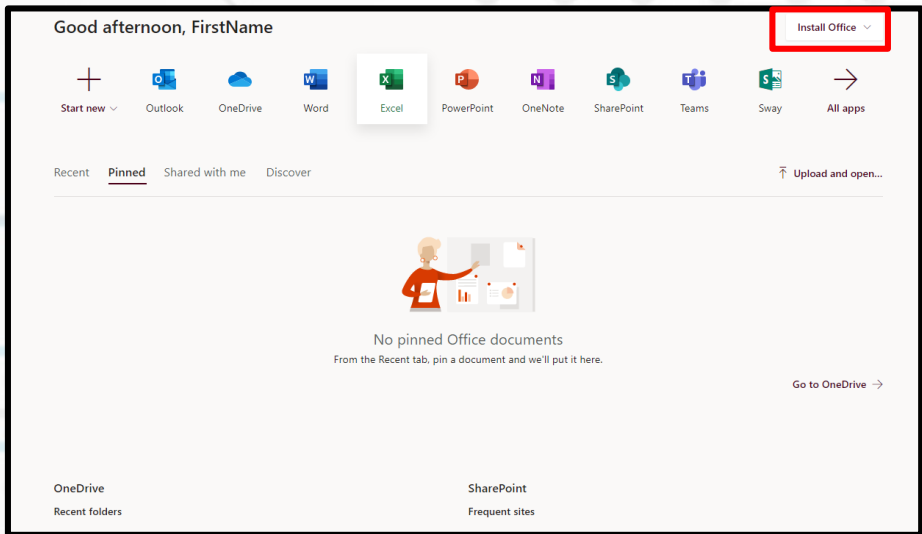 Good afternoon, FirstName
Install Office
Start new
Outlook
OneDrive
Word
Excel
PowerPoint
OneNote
SharePoint
Teams
Sway
All apps
Recent
Pinned
Shared with me
Discover
Upload and open...
No pinned Office documents
From the Recent tab, pin a document and we'll put it here.
Go to OneDrive
OneDrive
SharePoint
Recent folders
Frequent sites